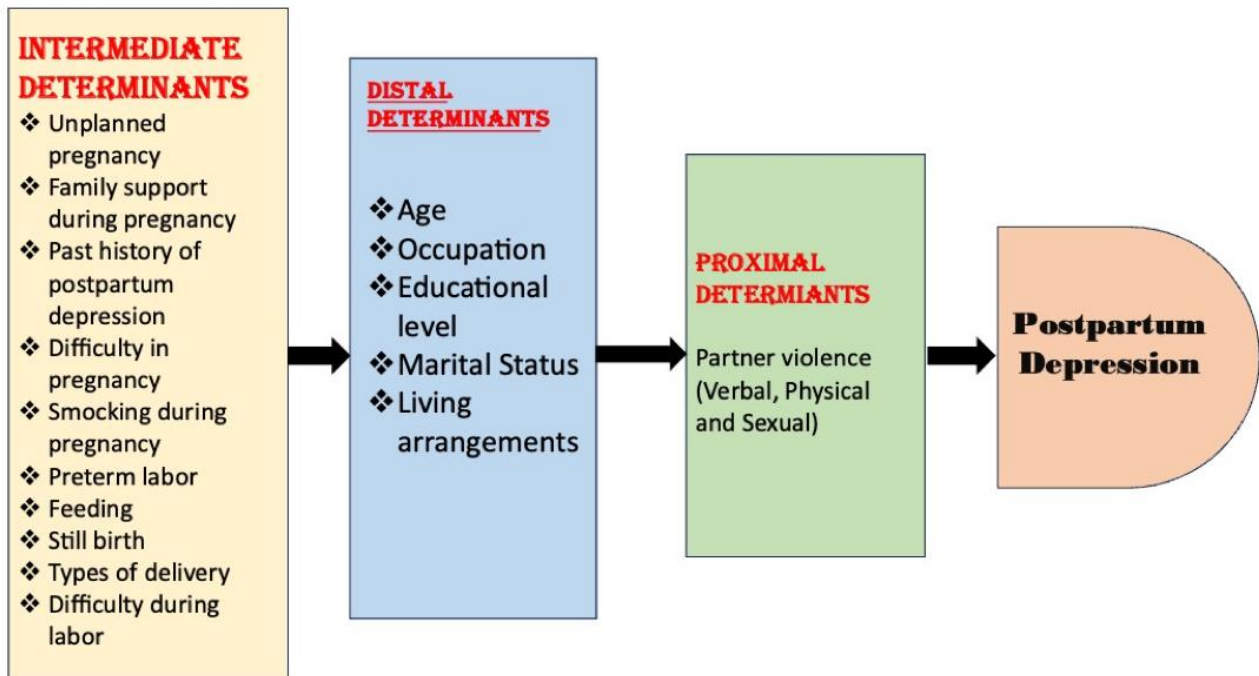 INTERMEDIATE
DETERMINANTS
❖ Unplanned
pregnancy
❖ Family support
during pregnancy
❖ Past history of
postpartum
depression
❖ Difficulty in
pregnancy
❖ Smocking during
pregnancy
❖ Preterm labor
❖ Feeding
❖ Still birth
❖ Types of delivery
❖ Difficulty during
labor
DISTAL
DETERMINANTS
❖ Age
❖ Occupation
❖ Educational
level
❖ Marital Status
❖ Living
arrangements
PROXIMAL
DETERMIANTS
Partner violence
(Verbal, Physical
and Sexual)
Postpartum
Depression